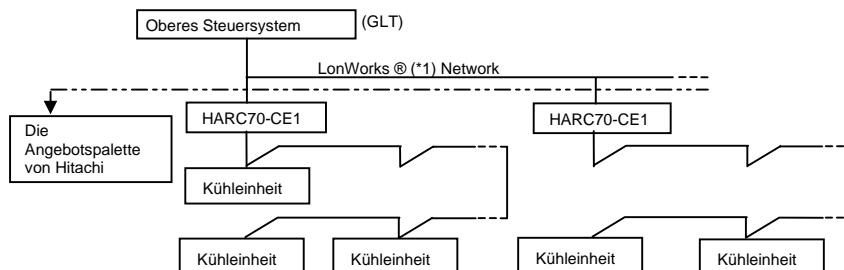 Oberes Steuersystem
(GLT)
LonWorks ® (*1) Network
HARC70-CE1
HARC70-CE1
Die
Angebotspalette
von Hitachi
Kühleinheit
Kühleinheit
Kühleinheit
Kühleinheit
Kühleinheit